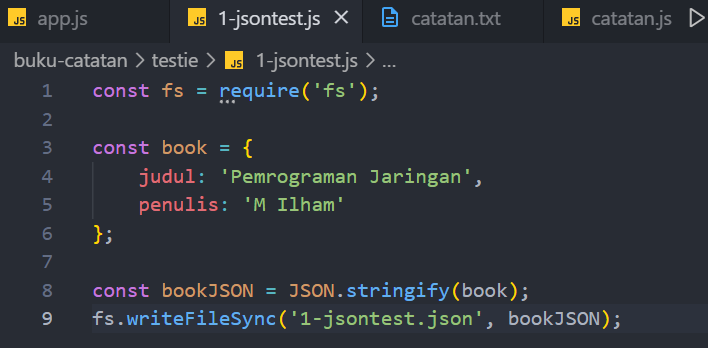 JS app.js JS 1-jsontest.js catatan.txt JS catatan.js
buku-catatan > testie > JS 1-jsontest.js > ...
1 const fs = require('fs');
2
3 const book = {
4 judul: 'Pemrograman Jaringan',
5 penulis: 'M Ilham'
6 };
7
8 const bookJSON = JSON.stringify(book);
9 fs.writeFileSync('1-jsontest.json', bookJSON);